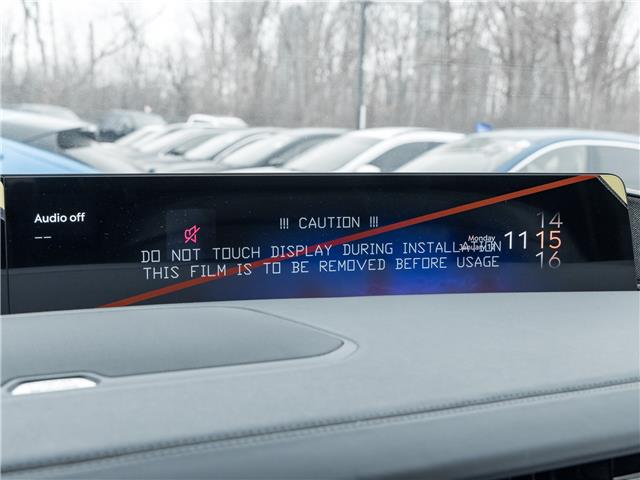 Audio off
--
!!! CAUTION !!!
DO NOT TOUCH DISPLAY DURING INSTALLATION
THIS FILM IS TO BE REMOVED BEFORE USAGE
Monday
January
14
11 15
16